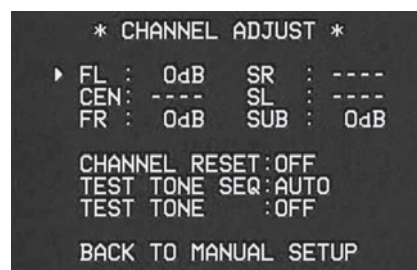 * CHANNEL ADJUST *
FL : 0dB SR : ----
CEN: ---- SL : ----
FR : 0dB SUB : 0dB
CHANNEL RESET:OFF
TEST TONE SEQ:AUTO
TEST TONE :OFF
BACK TO MANUAL SETUP